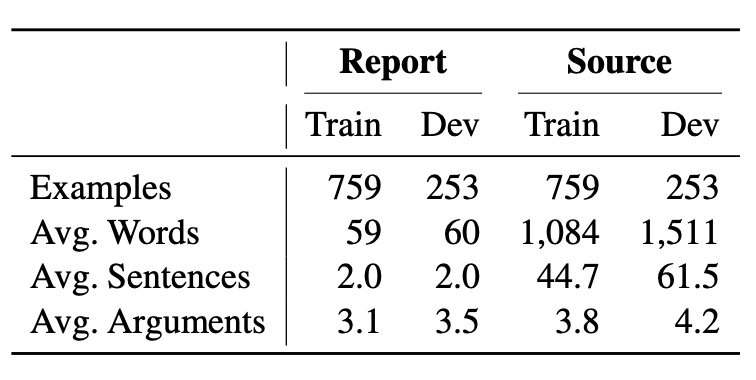 Report Source
Train Dev Train Dev
Examples 759 253 759 253
Avg. Words 59 60 1,084 1,511
Avg. Sentences 2.0 2.0 44.7 61.5
Avg. Arguments 3.1 3.5 3.8 4.2